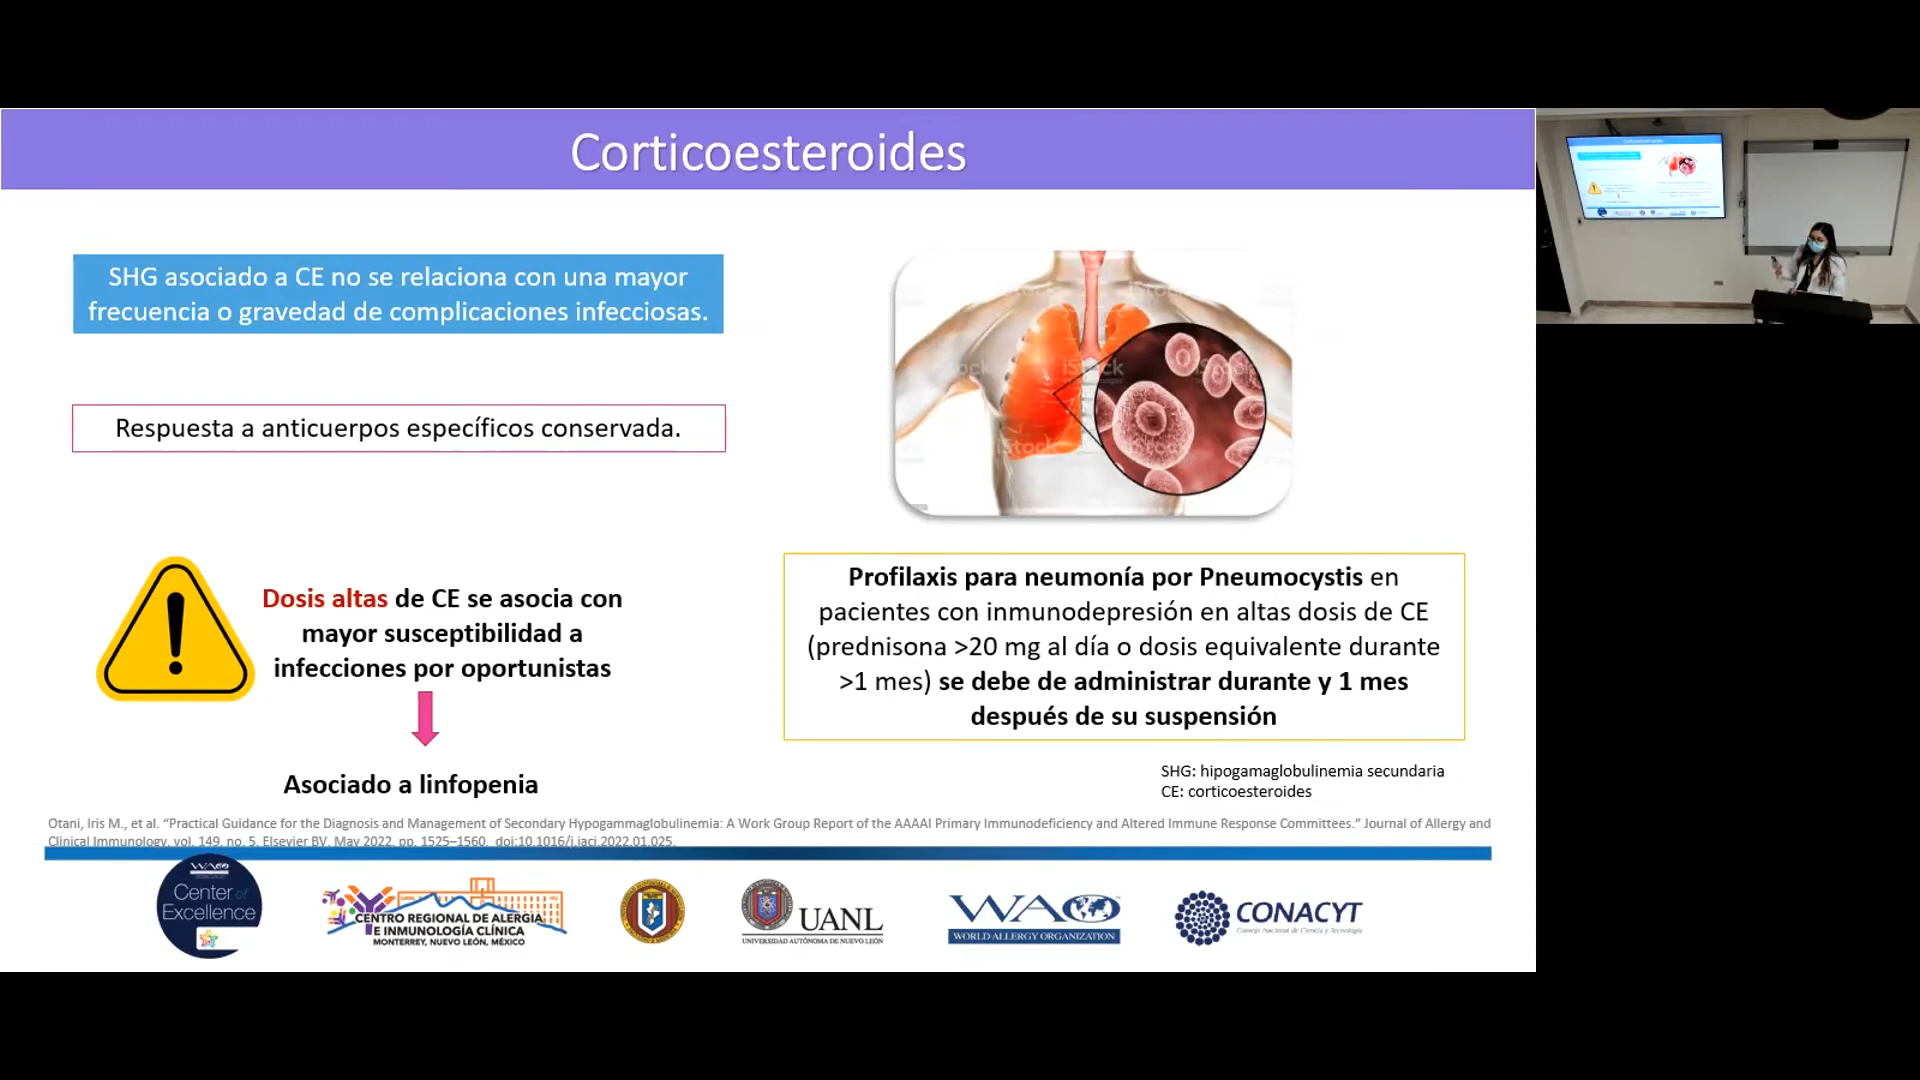 Corticoesteroides
SHG asociado a CE no se relaciona con una mayor
frecuencia o gravedad de complicaciones infecciosas.
Respuesta a anticuerpos específicos conservada.
Dosis altas de CE se asocia con
mayor susceptibilidad a
infecciones por oportunistas
Asociado a linfopenia
iStock
iStock
iStock
Profilaxis para neumonía por Pneumocystis en
pacientes con inmunodepresión en altas dosis de CE
(prednisona >20 mg al día o dosis equivalente durante
>1 mes) se debe de administrar durante y 1 mes
después de su suspensión
SHG: hipogamaglobulinemia secundaria
CE: corticoesteroides
Otani, Iris M., et al. “Practical Guidance for the Diagnosis and Management of Secondary Hypogammaglobulinemia: A Work Group Report of the AAAAI Primary Immunodeficiency and Altered Immune Response Committees.” Journal of Allergy and
Clinical Immunology, vol. 149, no. 5, Elsevier BV, May 2022, pp. 1525–1560, doi:10.1016/j.jaci.2022.01.025.
WAO
Center of
Excellence
CENTRO REGIONAL DE ALERGIA
E INMUNOLOGÍA CLÍNICA
MONTERREY, NUEVO LEÓN, MÉXICO
UANL
UNIVERSIDAD AUTÓNOMA DE NUEVO LEÓN
WAO
WORLD ALLERGY ORGANIZATION
CONACYT
Consejo Nacional de Ciencia y Tecnología